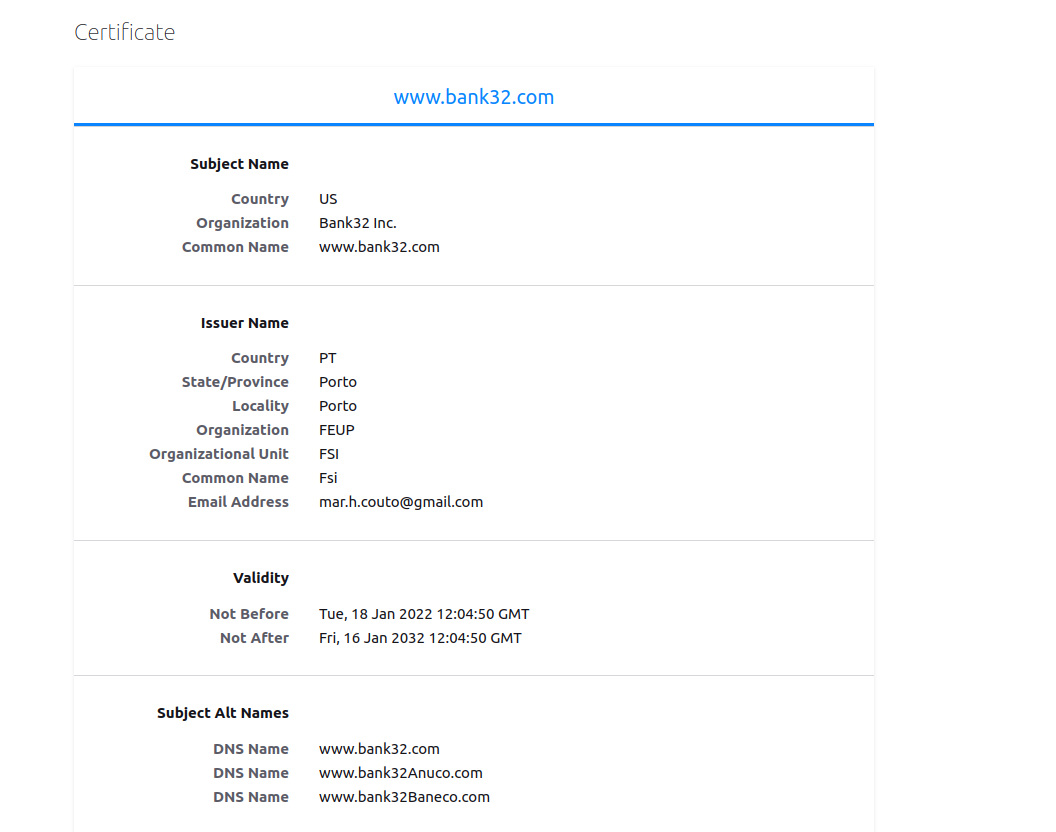 Certificate
www.bank32.com
Subject Name
Country US
Organization Bank32 Inc.
Common Name www.bank32.com
Issuer Name
Country PT
State/Province Porto
Locality Porto
Organization FEUP
Organizational Unit FSI
Common Name Fsi
Email Address mar.h.couto@gmail.com
Validity
Not Before Tue, 18 Jan 2022 12:04:50 GMT
Not After Fri, 16 Jan 2032 12:04:50 GMT
Subject Alt Names
DNS Name www.bank32.com
DNS Name www.bank32Anuco.com
DNS Name www.bank32Baneco.com